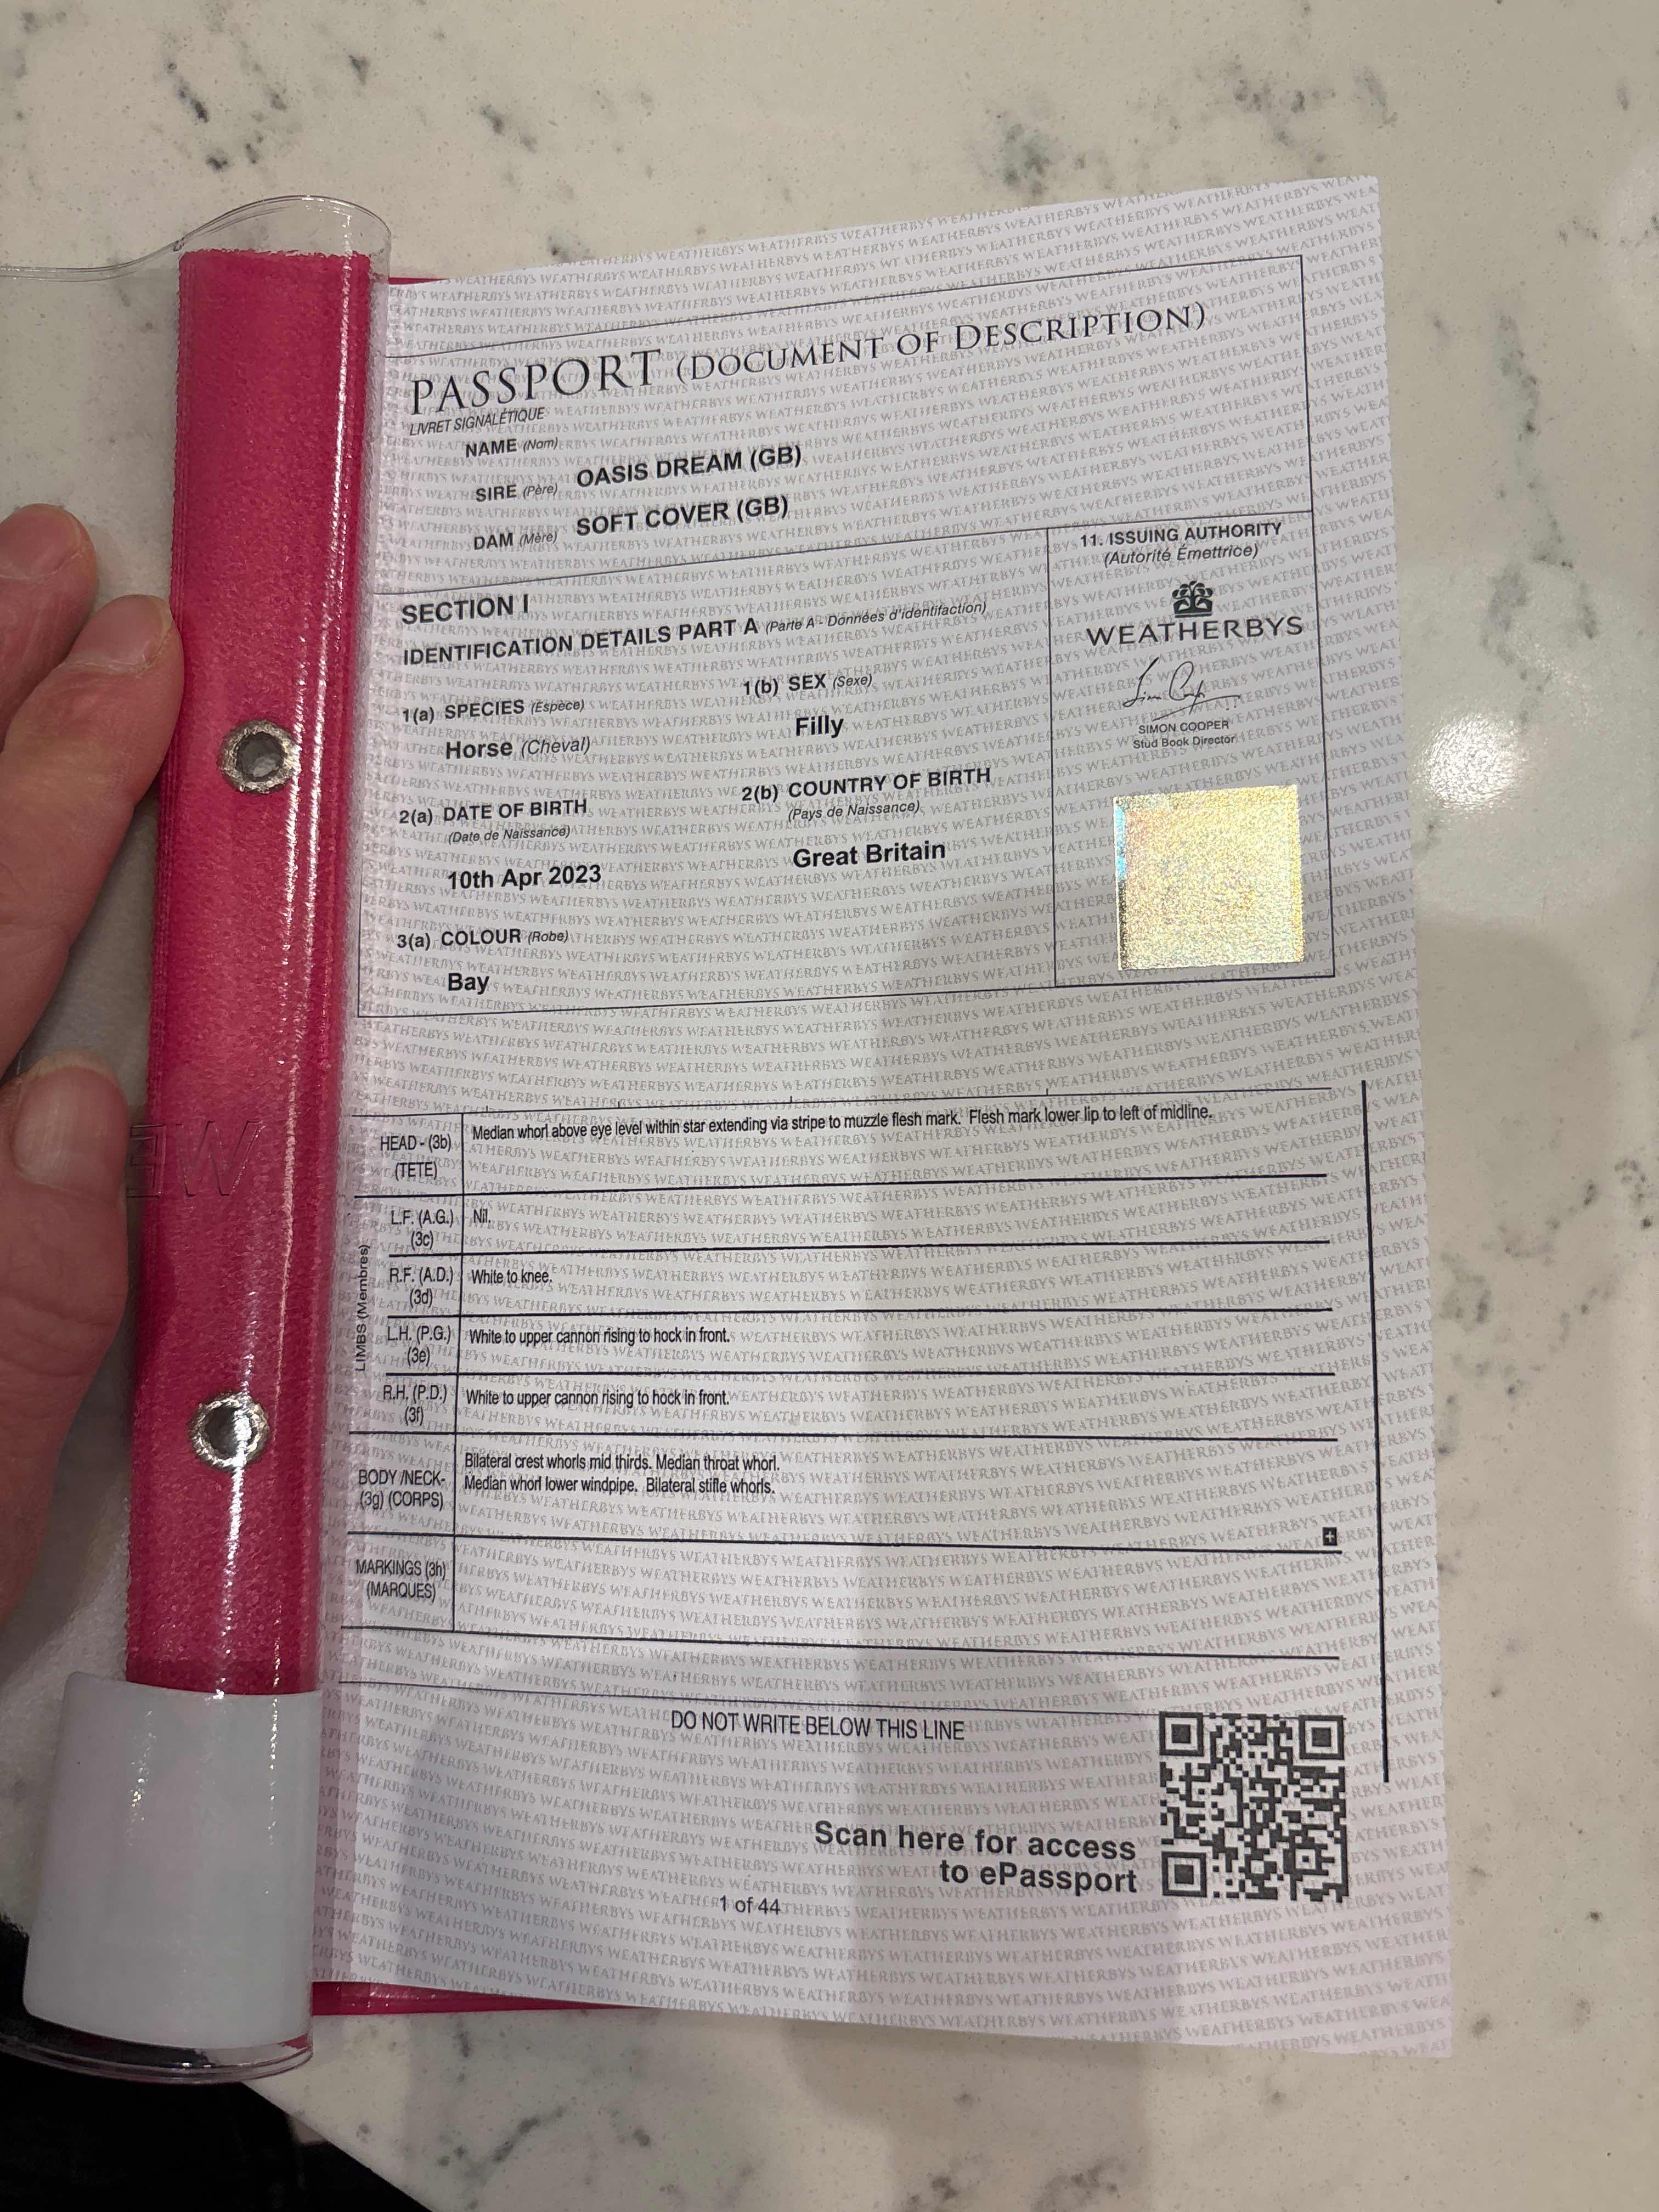 PASSPORT (DOCUMENT OF DESCRIPTION)
LIVRET SIGNALÉTIQUE
NAME (Nom)
SIRE (Père) OASIS DREAM (GB)
DAM (Mère) SOFT COVER (GB)
SECTION I
IDENTIFICATION DETAILS PART A (Parte A - Données d'identifaction)
1(a) SPECIES (Espèce)
Horse (Cheval)
1(b) SEX (Sexe)
Filly
2(a) DATE OF BIRTH
(Date de Naissance)
10th Apr 2023
2(b) COUNTRY OF BIRTH
(Pays de Naissance)
Great Britain
3(a) COLOUR (Robe)
Bay
11. ISSUING AUTHORITY
(Autorité Émettrice)
WEATHERBYS
SIMON COOPER
Stud Book Director
HEAD - (3b)
(TETE)
Median whorl above eye level within star extending via stripe to muzzle flesh mark. Flesh mark lower lip to left of midline.
LIMBS (Membres)
L.F. (A.G.)
(3c)
Nil.
R.F. (A.D.)
(3d)
White to knee.
L.H. (P.G.)
(3e)
White to upper cannon rising to hock in front.
R.H. (P.D.)
(3f)
White to upper cannon rising to hock in front.
BODY /NECK-
(3g) (CORPS)
Bilateral crest whorls mid thirds. Median throat whorl.
Median whorl lower windpipe. Bilateral stifle whorls.
MARKINGS (3h)
(MARQUES)
DO NOT WRITE BELOW THIS LINE
Scan here for access
to ePassport
1 of 44